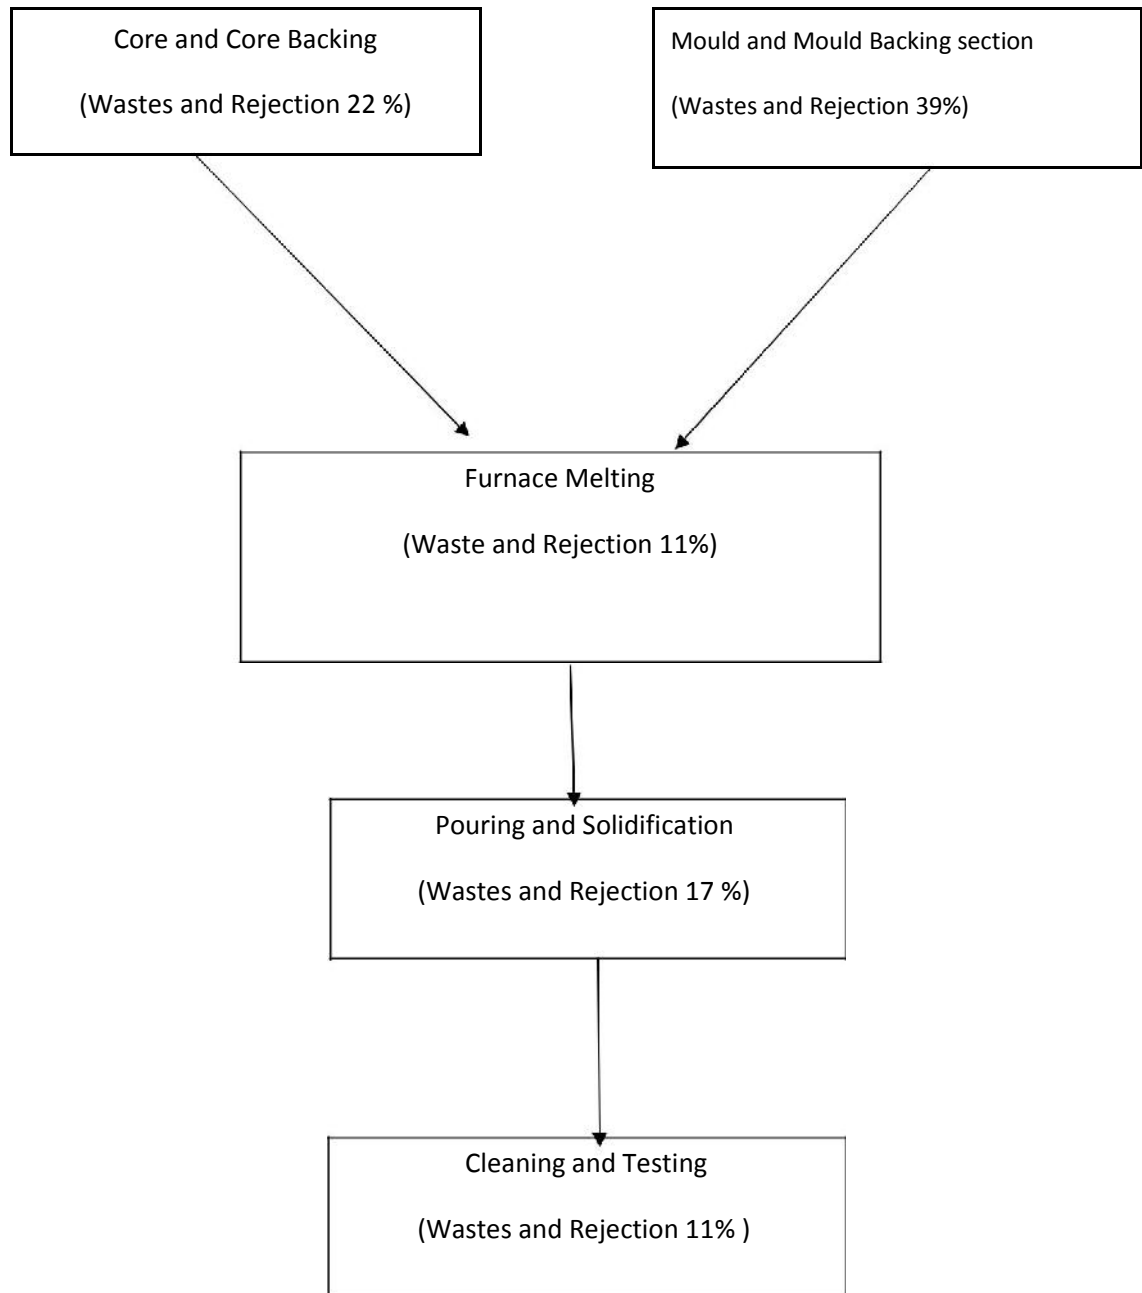 Core and Core Backing
(Wastes and Rejection 22 %)
Mould and Mould Backing section
(Wastes and Rejection 39%)
Furnace Melting
(Waste and Rejection 11%)
Pouring and Solidification
(Wastes and Rejection 17 %)
Cleaning and Testing
(Wastes and Rejection 11% )